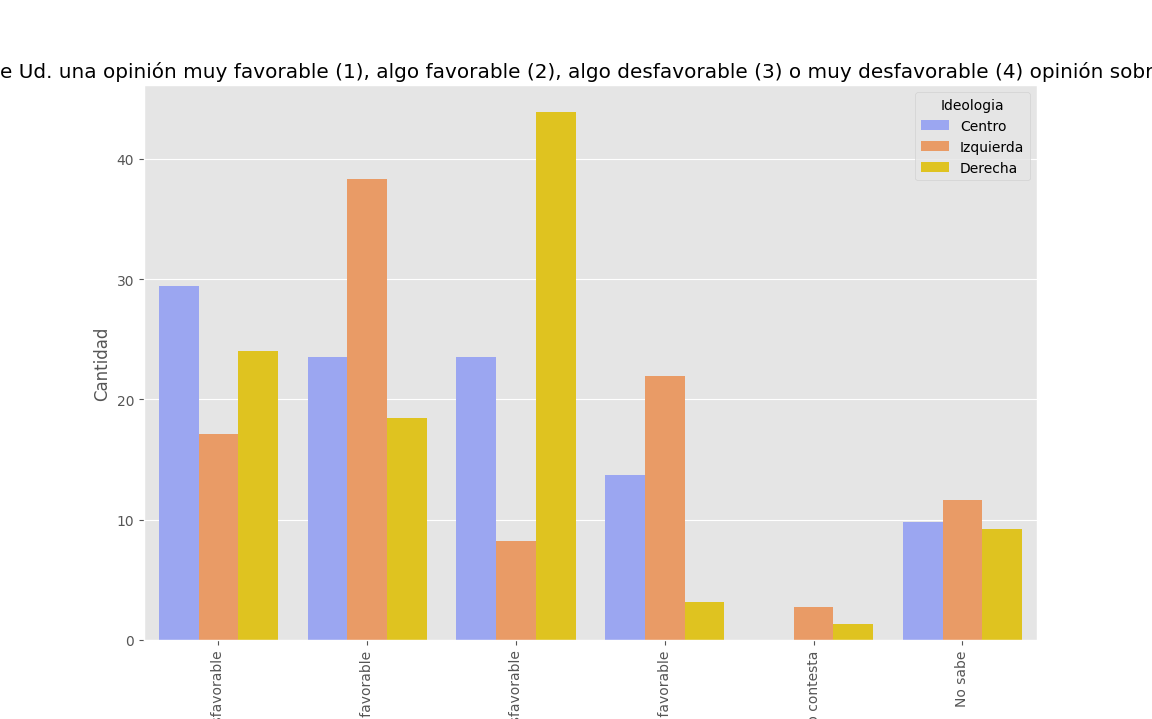 e Ud. una opinión muy favorable (1), algo favorable (2), algo desfavorable (3) o muy desfavorable (4) opinión sobr
Ideologia
Centro
Izquierda
Derecha
40
30
20
10
0
Cantidad
sfavorable
favorable
sfavorable
favorable
o contesta
No sabe